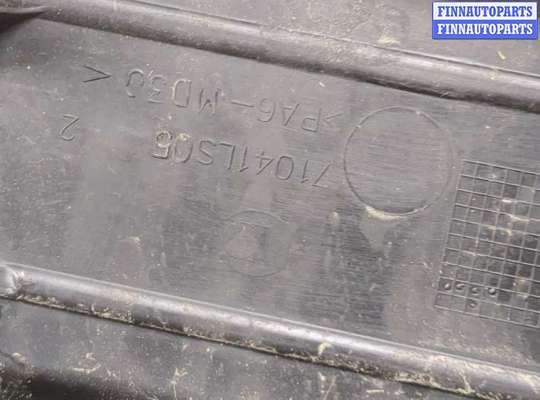 FINNAUTOPARTS
FINNAUTOPARTS
>PA6-MD30<
71041LS05
2